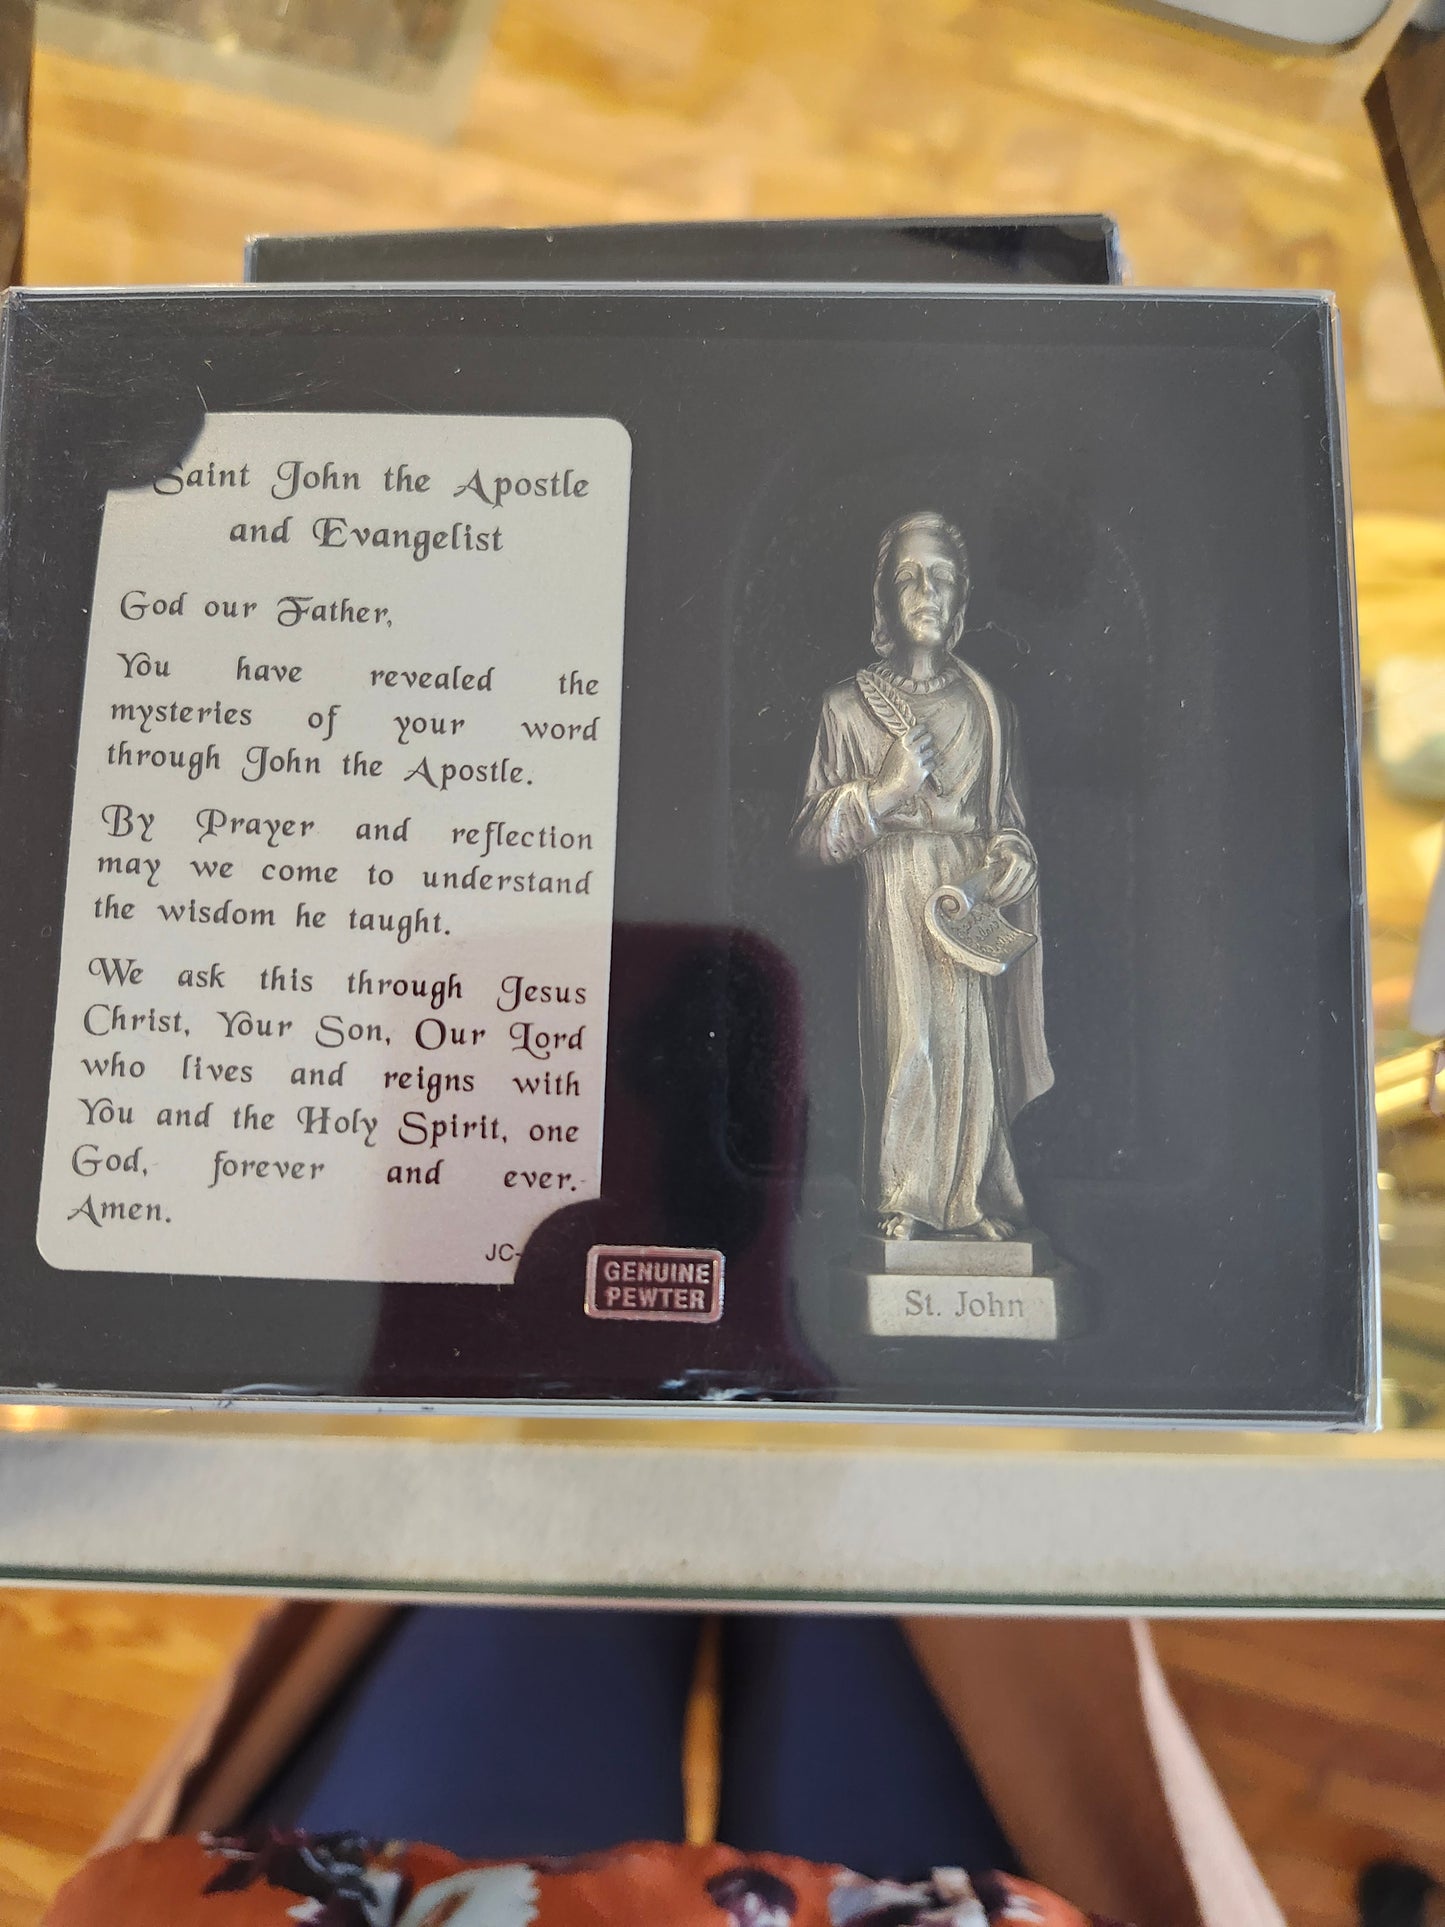 Saint John the Apostle
and Evangelist
God our Father,
You have revealed the
mysteries of your word
through John the Apostle.
By Prayer and reflection
may we come to understand
the wisdom he taught.
We ask this through Jesus
Christ, Your Son, Our Lord
who lives and reigns with
You and the Holy Spirit, one
God, forever and ever.
Amen.
JC-
GENUINE
PEWTER
St. John